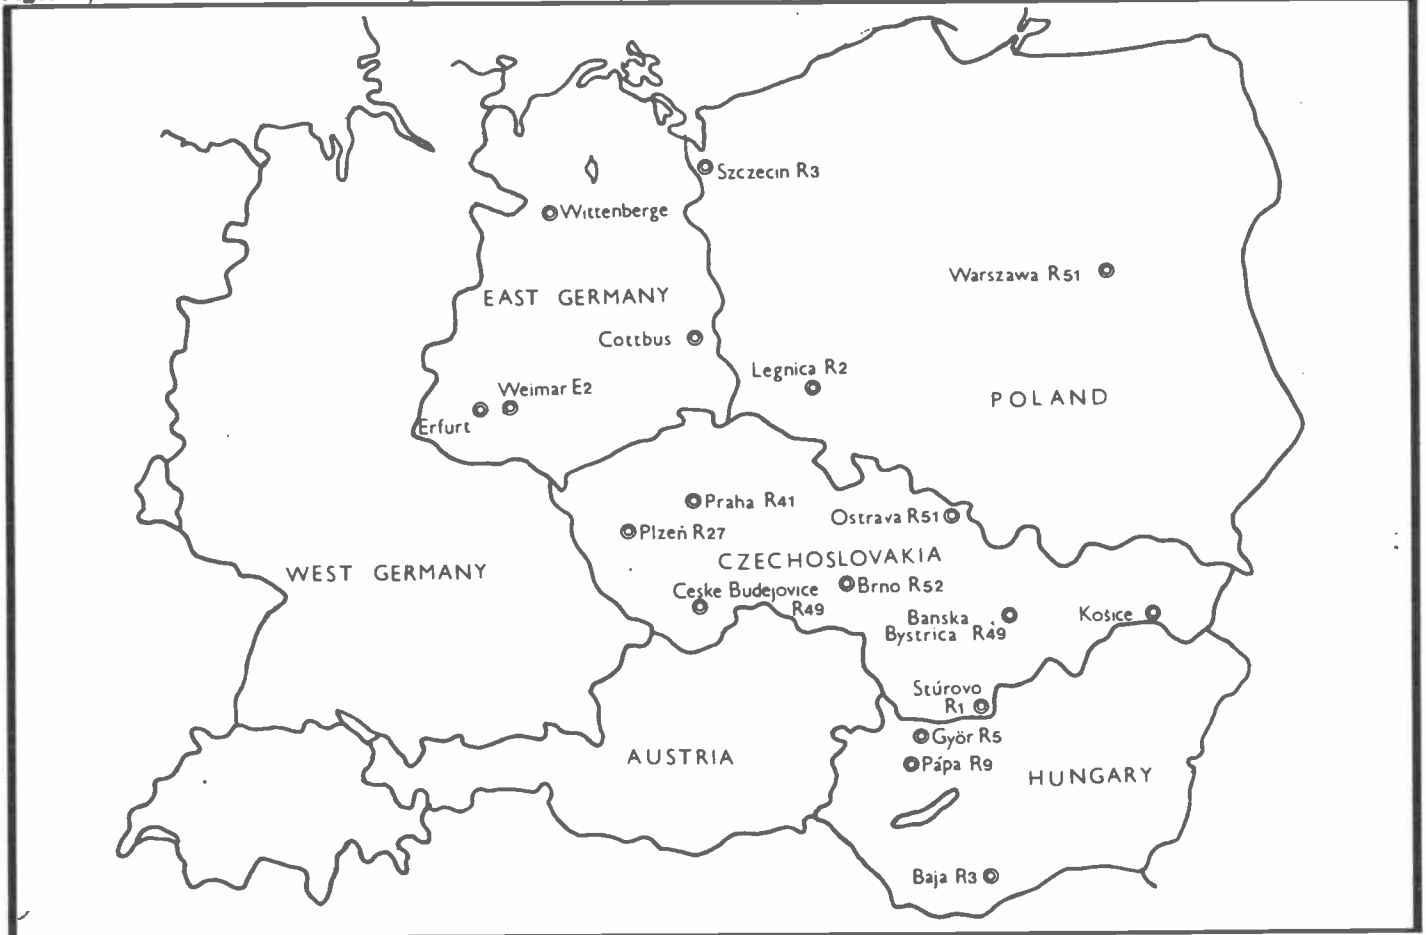 Szczecin R3
Wittenberge
Warszawa R51
EAST GERMANY
Cottbus
Legnica R2
Weimar E2
POLAND
Erfurt
Praha R41
Ostrava R51
Plzeń R27
CZECHOSLOVAKIA
WEST GERMANY
Ceske Budejovice
R49
Brno R52
Banska
Bystrica R49
Košice
Stúrovo
R1
Györ R5
AUSTRIA
Pápa R9
HUNGARY
Baja R3